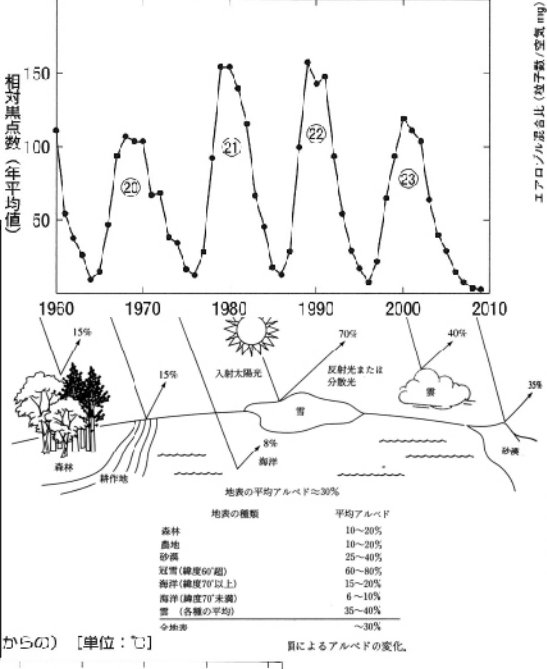 相対黒点数(年平均値)
150
100
50
⑳
㉑
㉒
㉓
エアロゾル混合比(粒子数/空気mg)
1960
1970
1980
1990
2000
2009
15%
15%
入射太陽光
70%
反射光または
分散光
40%
35%
雪
雲
8%
海洋
砂漠
森林
耕作地
地表の平均アルベド≈30%
地表の種類 平均アルベド
森林 10〜20%
農地 10〜20%
砂漠 25〜40%
冠雪(緯度60°超) 60〜80%
海洋(緯度70°以上) 15〜20%
海洋(緯度70°未満) 6〜10%
雲 (各種の平均) 35〜40%
全地表 〜30%
からの) [単位:℃]
によるアルベドの変化。